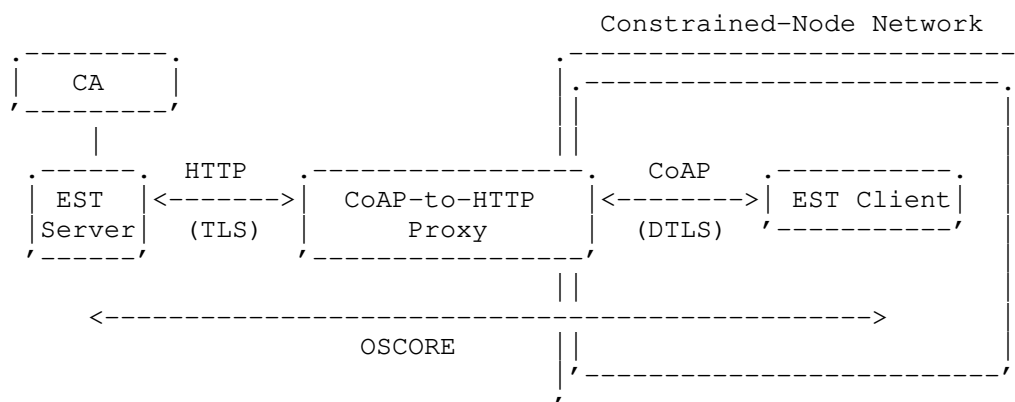 Constrained-Node Network
CA
HTTP CoAP
EST CoAP-to-HTTP EST Client
Server (TLS) Proxy (DTLS)
OSCORE